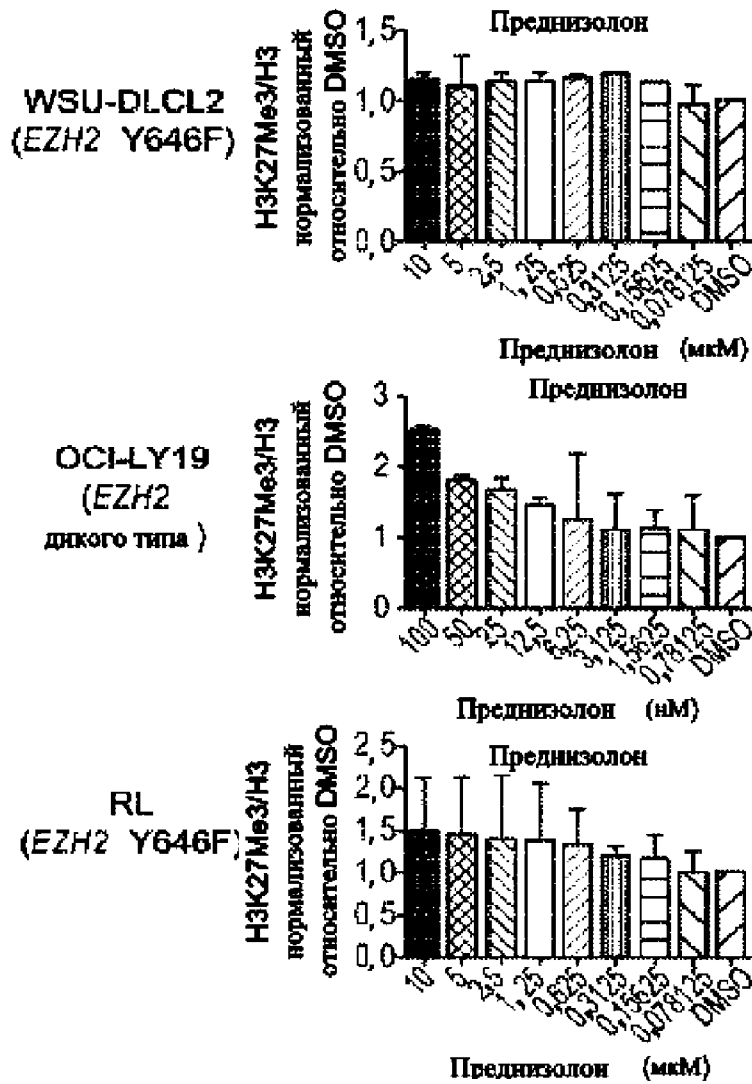 Преднизолон
WSU-DLCL2
(EZH2 Y646F)
H3K27Me3/H3
нормализованный
относительно DMSO
1,5
1,0
0,5
0,0
10
5
2,5
1,25
0,625
0,3125
0,15625
0,078125
DMSO
Преднизолон (мкМ)
Преднизолон
OCI-LY19
(EZH2
дикого типа )
H3K27Me3/H3
нормализованный
относительно DMSO
3
2
1
0
100
50
25
12,5
6,25
3,125
1,5625
0,78125
DMSO
Преднизолон (нМ)
Преднизолон
RL
(EZH2 Y646F)
H3K27Me3/H3
нормализованный
относительно DMSO
2,5
2,0
1,5
1,0
0,5
0,0
10
5
2,5
1,25
0,625
0,3125
0,15625
0,078125
DMSO
Преднизолон (мкМ)